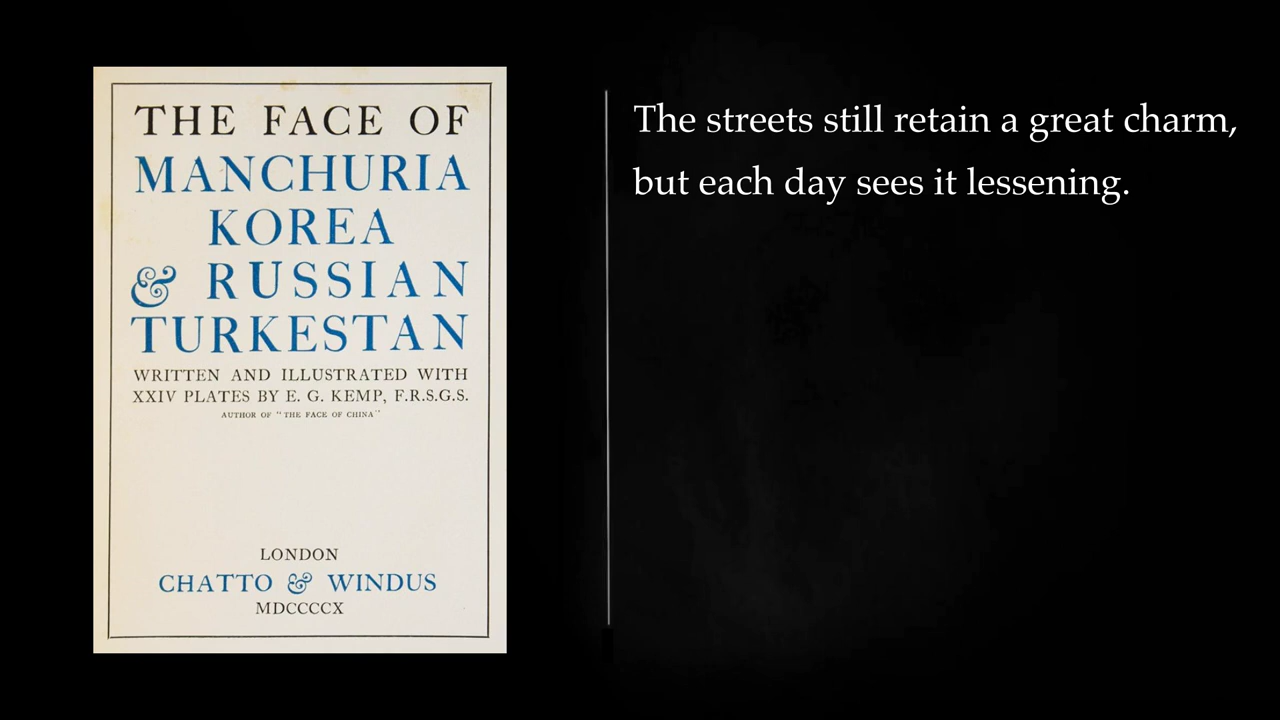 THE FACE OF
MANCHURIA
KOREA
& RUSSIAN
TURKESTAN
WRITTEN AND ILLUSTRATED WITH
XXIV PLATES BY E. G. KEMP, F.R.S.G.S.
AUTHOR OF "THE FACE OF CHINA"
LONDON
CHATTO & WINDUS
MDCCCCX
The streets still retain a great charm,
but each day sees it lessening.